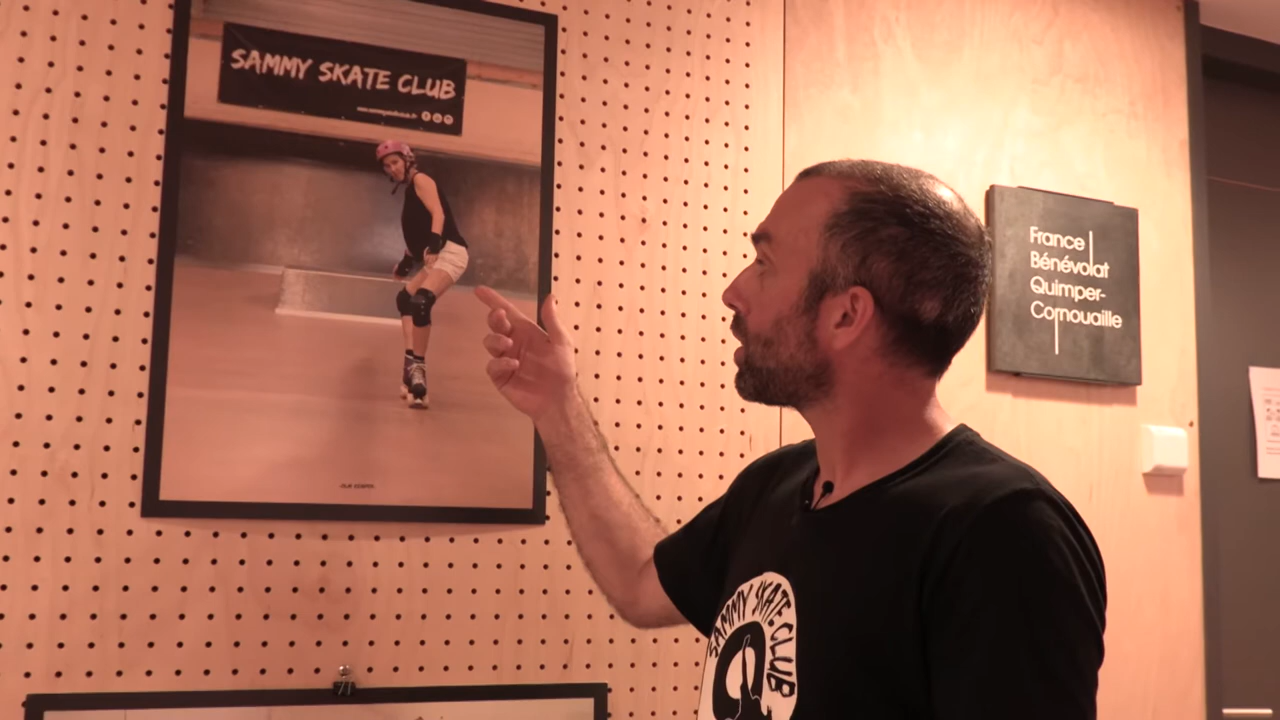 SAMMY SKATE CLUB
France
Bénévolat
Quimper-
Cornouaille
SAMMY SKATE CLUB